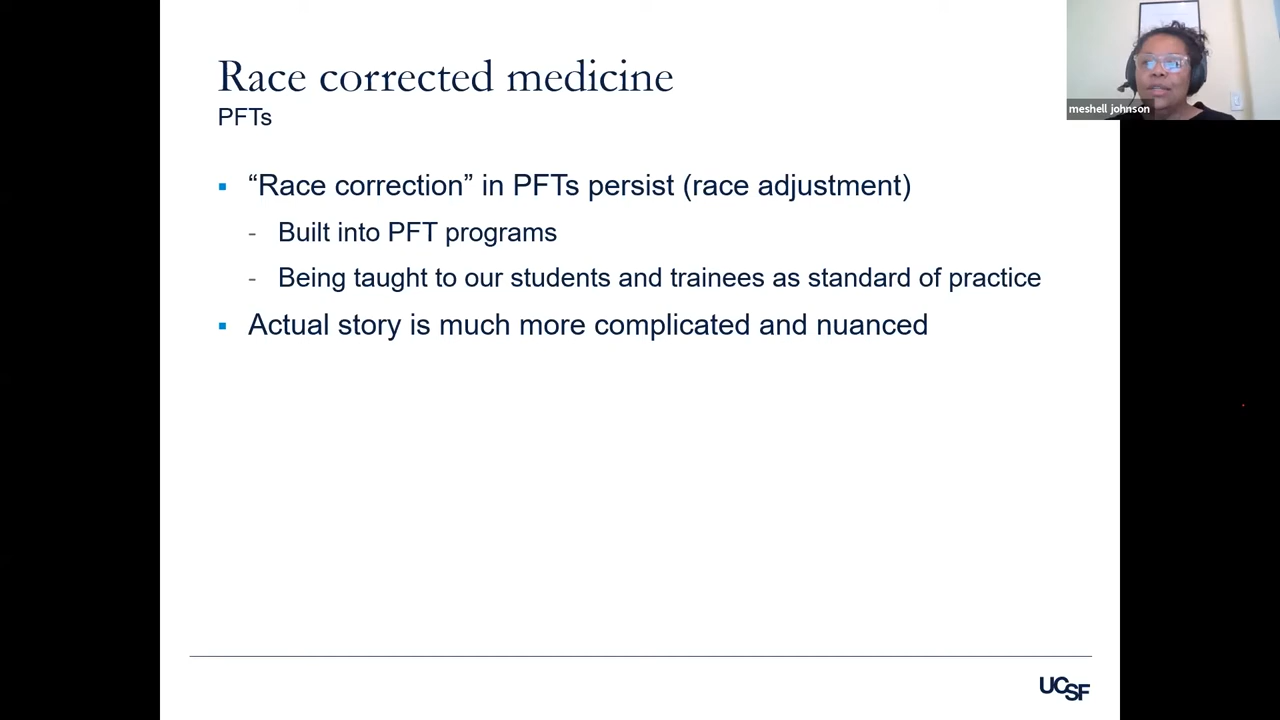 Race corrected medicine
PFTs
“Race correction” in PFTs persist (race adjustment)
Built into PFT programs
Being taught to our students and trainees as standard of practice
Actual story is much more complicated and nuanced
UCSF
meshell johnson